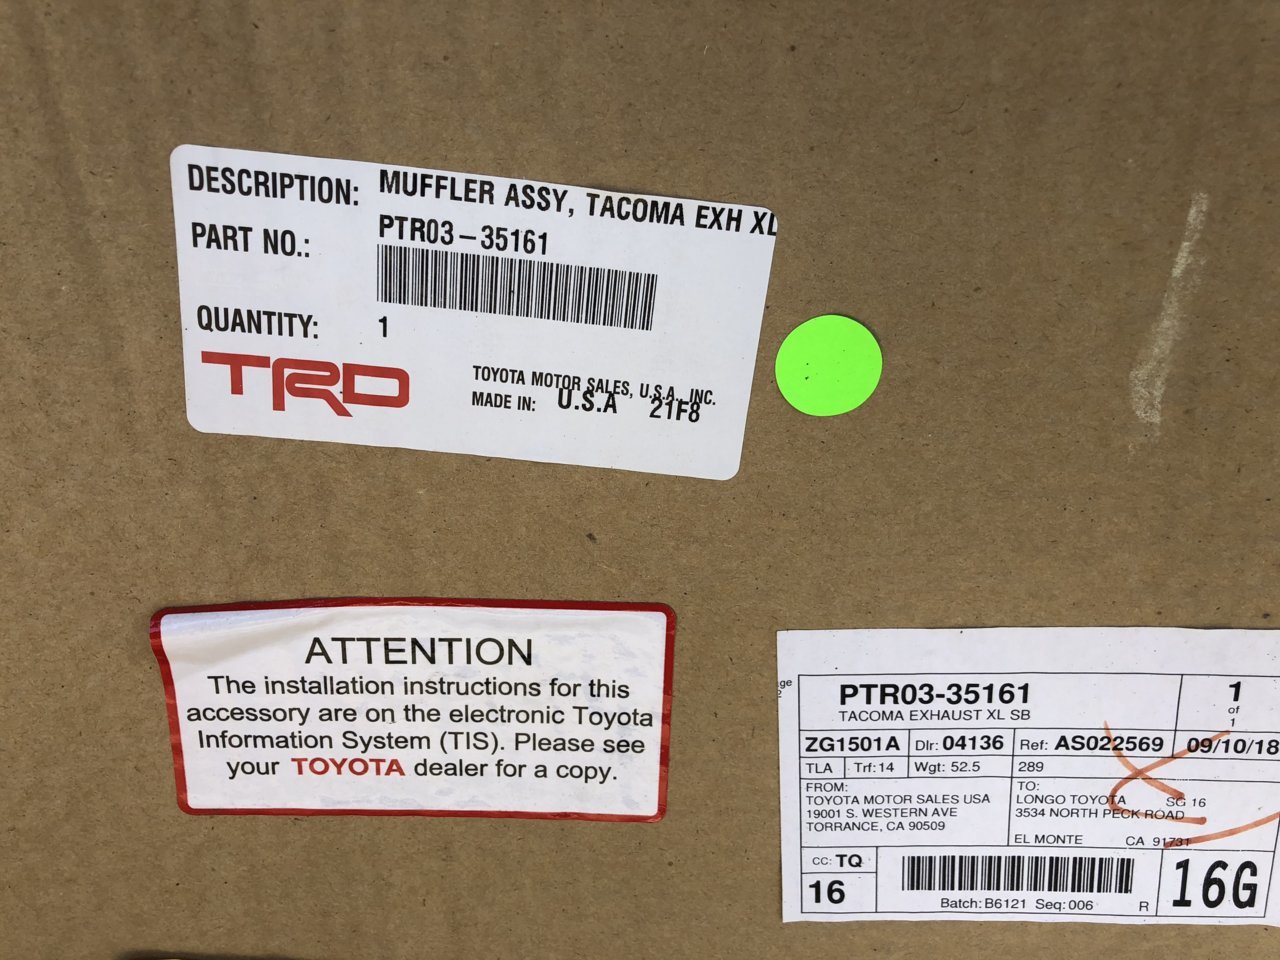 DESCRIPTION: MUFFLER ASSY, TACOMA EXH XL
PART NO.: PTR03-35161
QUANTITY: 1
TRD
TOYOTA MOTOR SALES, U.S.A., INC.
MADE IN: U.S.A 21F8
ATTENTION
The installation instructions for this
accessory are on the electronic Toyota
Information System (TIS). Please see
your TOYOTA dealer for a copy.
PTR03-35161
TACOMA EXHAUST XL SB
1
of
1
ZG1501A Dlr: 04136 Ref: AS022569 09/10/18
TLA Trf: 14 Wgt: 52.5 289
FROM:
TOYOTA MOTOR SALES USA
19001 S. WESTERN AVE
TORRANCE, CA 90509
TO:
LONGO TOYOTA SG 16
3534 NORTH PECK ROAD
EL MONTE CA 91731
CC: TQ
16
Batch: B6121 Seq: 006 R
16G